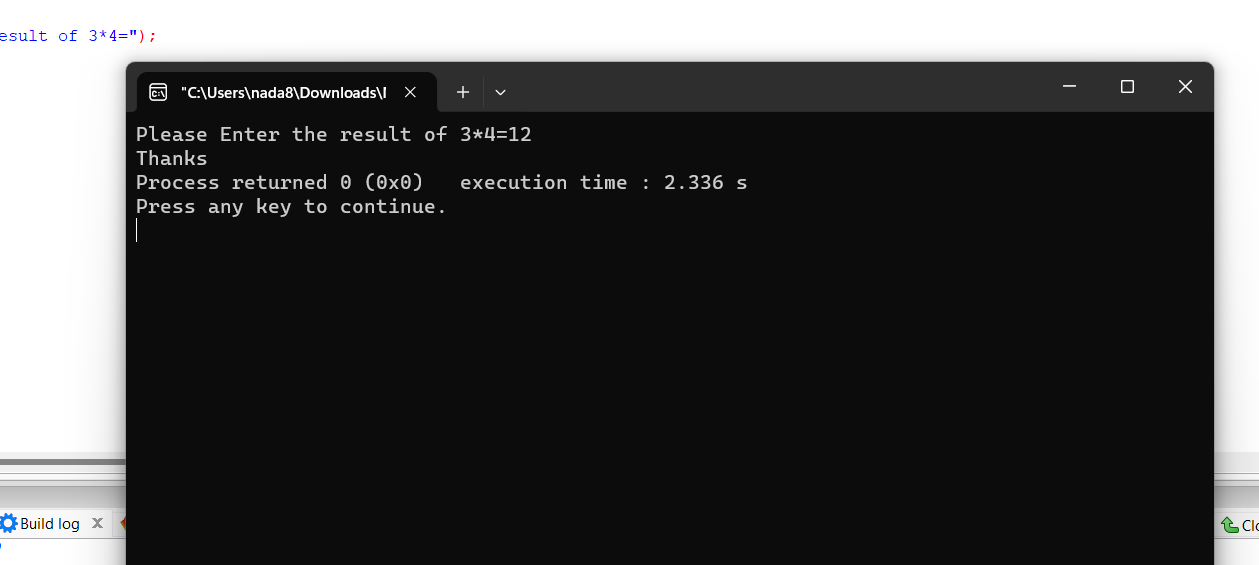 esult of 3*4=");
"C:\Users\nada8\Downloads\
Please Enter the result of 3*4=12
Thanks
Process returned 0 (0x0)   execution time : 2.336 s
Press any key to continue.
Build log
Clo